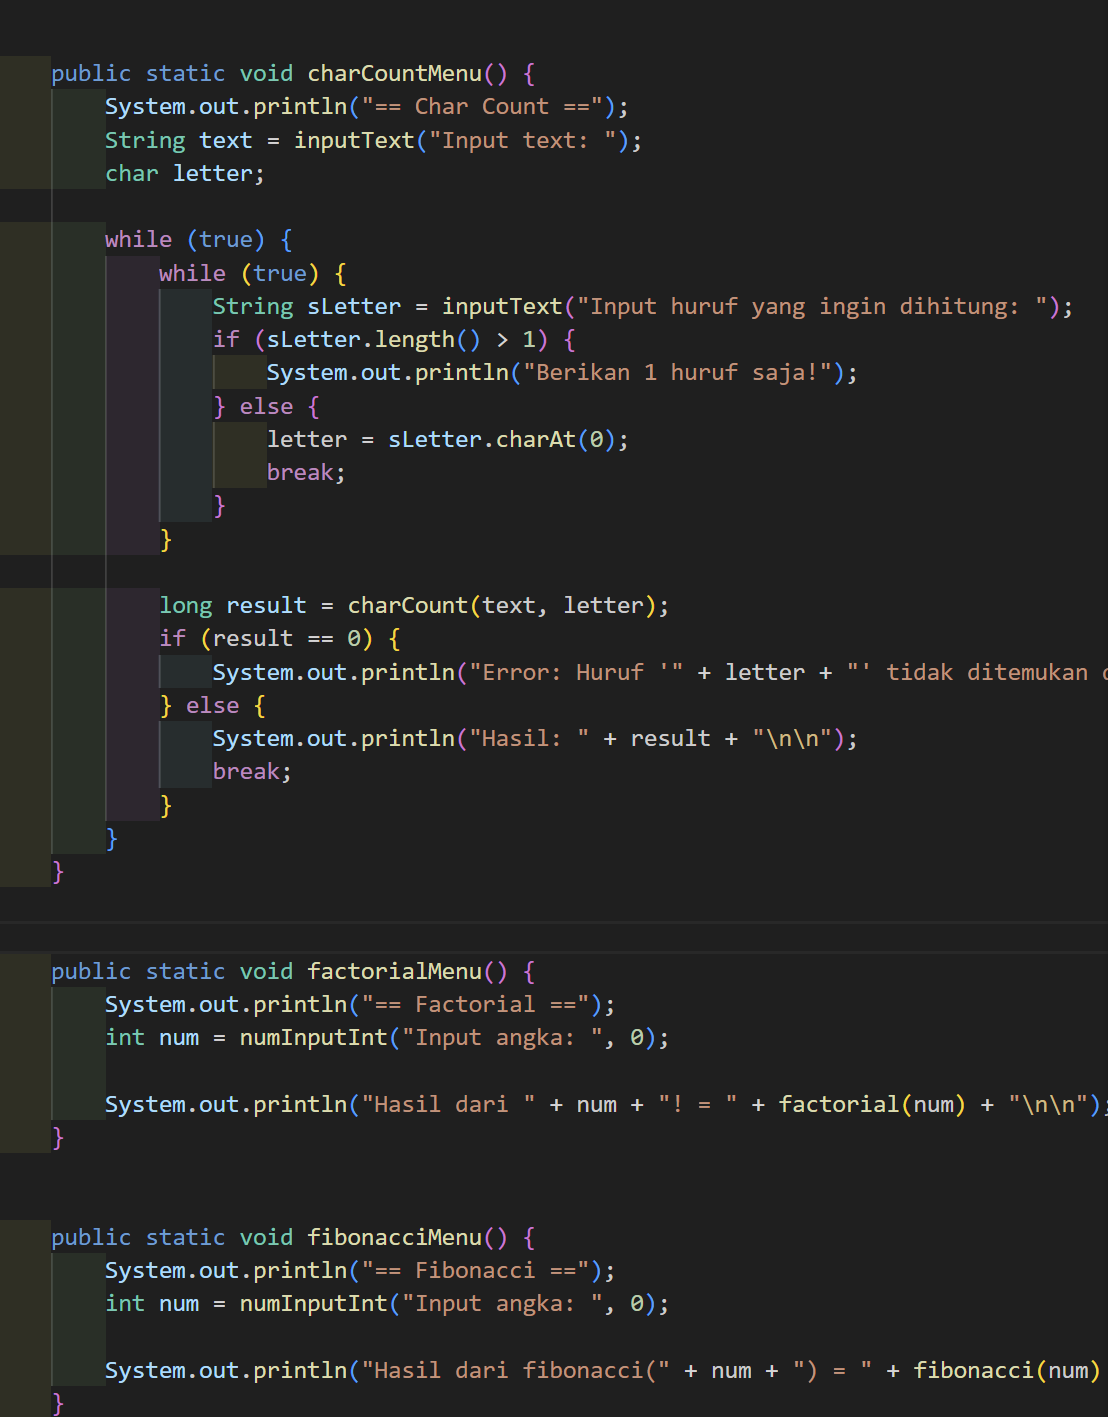 public static void charCountMenu() {
System.out.println("== Char Count ==");
String text = inputText("Input text: ");
char letter;
while (true) {
while (true) {
String sLetter = inputText("Input huruf yang ingin dihitung: ");
if (sLetter.length() > 1) {
System.out.println("Berikan 1 huruf saja!");
} else {
letter = sLetter.charAt(0);
break;
}
}
long result = charCount(text, letter);
if (result == 0) {
System.out.println("Error: Huruf '" + letter + "' tidak ditemukan
} else {
System.out.println("Hasil: " + result + "\n\n");
break;
}
}
}
public static void factorialMenu() {
System.out.println("== Factorial ==");
int num = numInputInt("Input angka: ", 0);
System.out.println("Hasil dari " + num + "! = " + factorial(num) + "\n\n");
}
public static void fibonacciMenu() {
System.out.println("== Fibonacci ==");
int num = numInputInt("Input angka: ", 0);
System.out.println("Hasil dari fibonacci(" + num + ") = " + fibonacci(num)
}